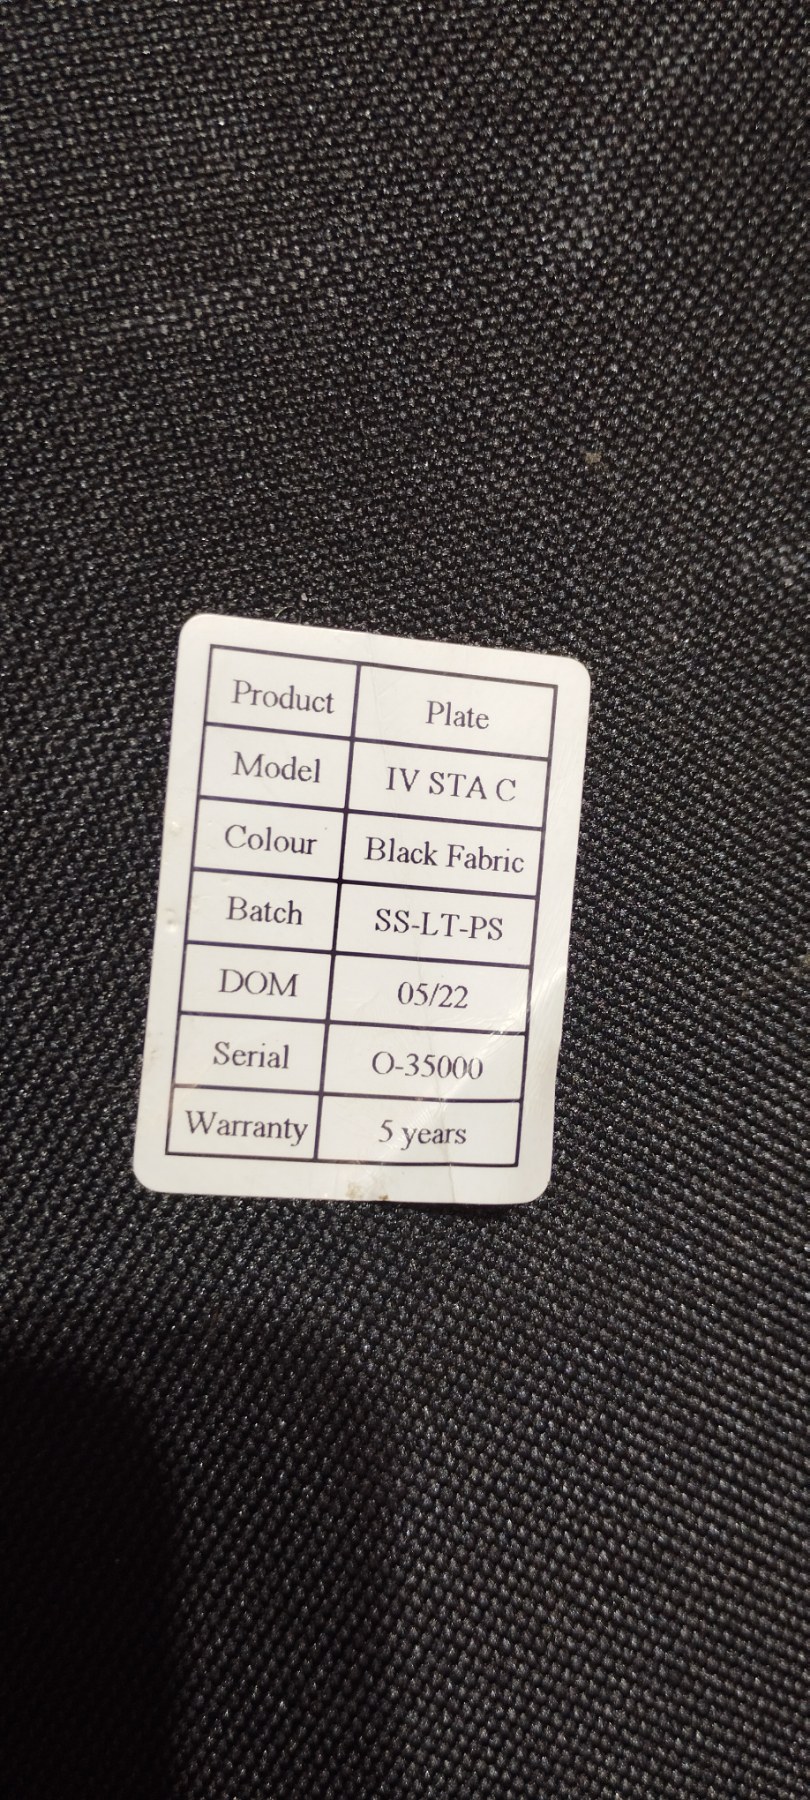 Product Plate
Model IV STA C
Colour Black Fabric
Batch SS-LT-PS
DOM 05/22
Serial O-35000
Warranty 5 years